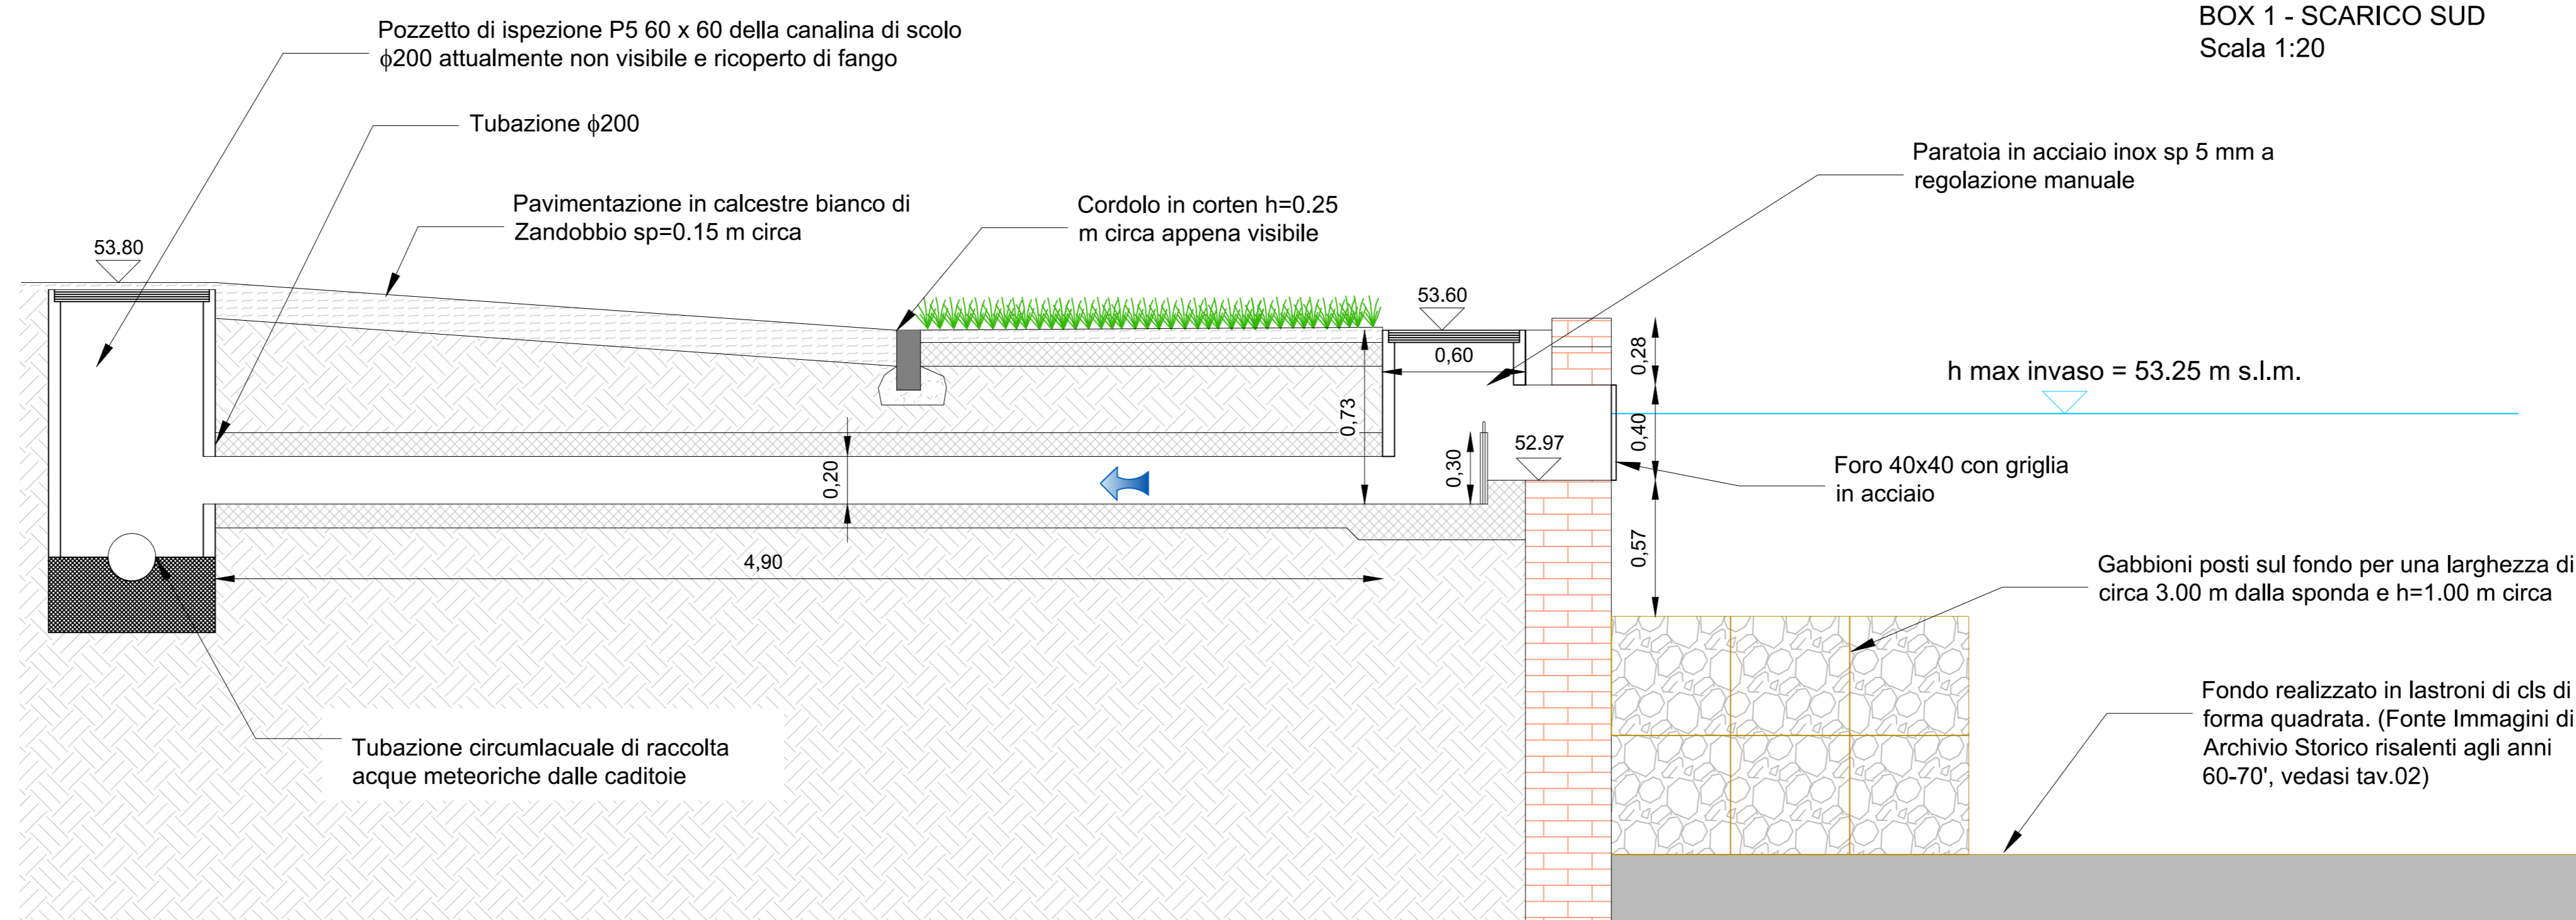 BOX 1 - SCARICO SUD
Scala 1:20
Pozzetto di ispezione P5 60 x 60 della canalina di scolo
ϕ200 attualmente non visibile e ricoperto di fango
Tubazione ϕ200
Pavimentazione in calcestre bianco di
Zandobbio sp=0.15 m circa
Cordolo in corten h=0.25
m circa appena visibile
Paratoia in acciaio inox sp 5 mm a
regolazione manuale
53.80
53.60
0,60
0,28
h max invaso = 53.25 m s.l.m.
0,73
0,40
52.97
0,30
0,20
Foro 40x40 con griglia
in acciaio
0,57
4,90
Gabbioni posti sul fondo per una larghezza di
circa 3.00 m dalla sponda e h=1.00 m circa
Fondo realizzato in lastroni di cls di
forma quadrata. (Fonte Immagini di
Archivio Storico risalenti agli anni
60-70', vedasi tav.02)
Tubazione circumlacuale di raccolta
acque meteoriche dalle caditoie